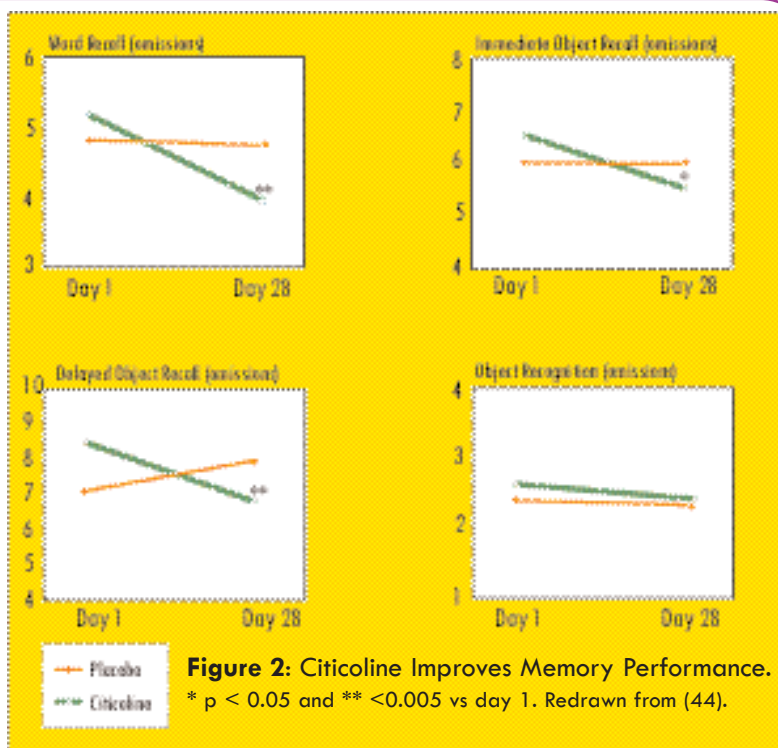 Word Recall (omissions)
6
5
4
3
Day 1 Day 28
**
Immediate Object Recall (omissions)
8
7
6
5
4
Day 1 Day 28
*
Delayed Object Recall (omissions)
10
9
8
7
6
5
4
Day 1 Day 28
**
Object Recognition (omissions)
4
3
2
1
Day 1 Day 28
Placebo
Citicoline
Figure 2: Citicoline Improves Memory Performance.
* p < 0.05 and ** <0.005 vs day 1. Redrawn from (44).